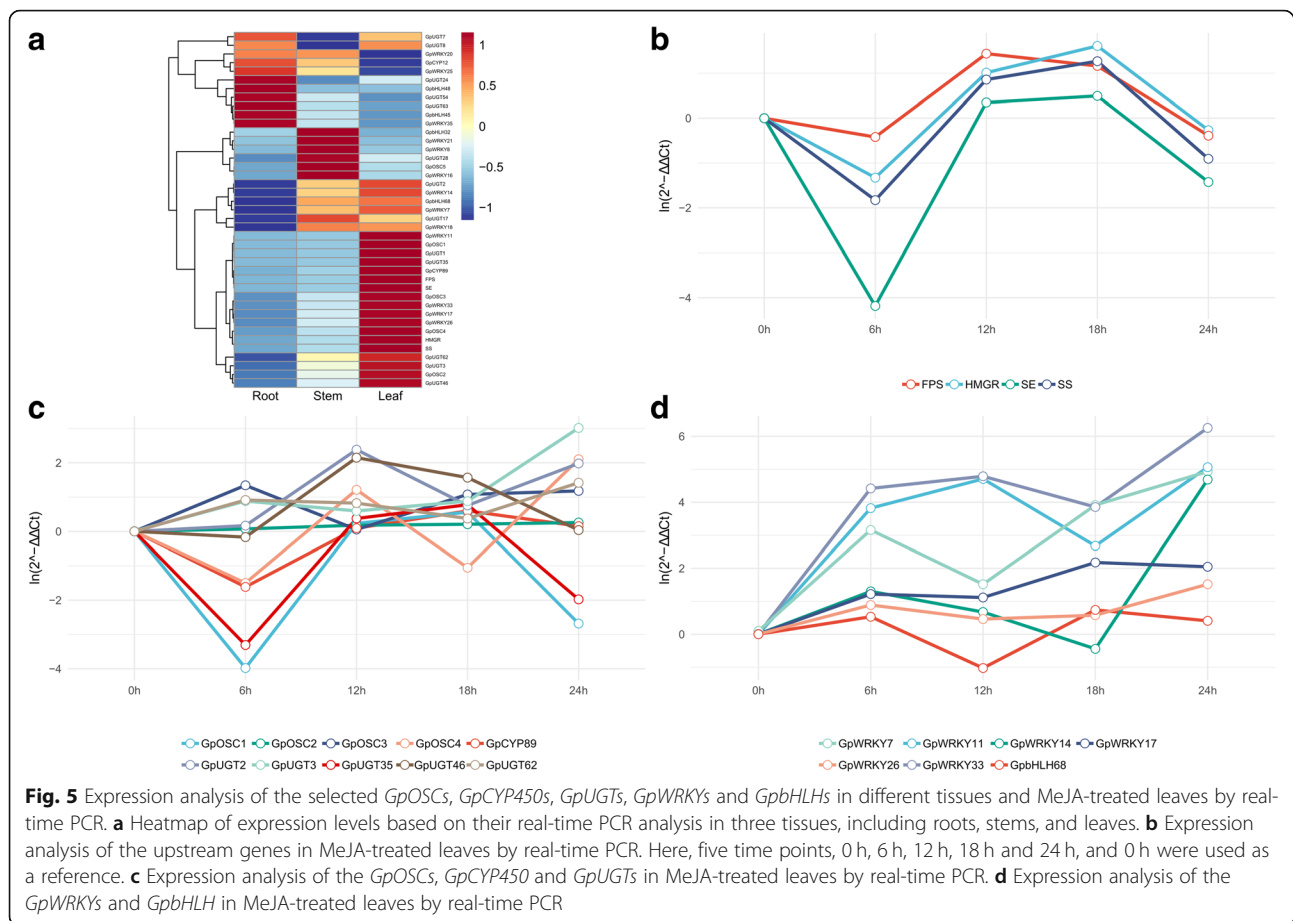 a
GpUGT7
GpUGT8
GpWRKY20
GpCYP12
GpWRKY25
GpUGT24
GpbHLH48
GpUGT54
GpUGT63
GpbHLH45
GpWRKY35
GpbHLH32
GpWRKY21
GpWRKY8
GpUGT28
GpOSC5
GpWRKY16
GpUGT2
GpWRKY14
GpbHLH68
GpWRKY7
GpUGT17
GpWRKY18
GpWRKY11
GpOSC1
GpUGT1
GpUGT35
GpCYP89
FPS
SE
GpOSC3
GpWRKY33
GpWRKY17
GpWRKY26
GpOSC4
HMGR
SS
GpUGT62
GpUGT3
GpOSC2
GpUGT46
1
0.5
0
−0.5
−1
Root Stem Leaf
b
ln(2^−ΔΔCt)
0
−2
−4
0h 6h 12h 18h 24h
FPS HMGR SE SS
c
ln(2^−ΔΔCt)
2
0
−2
−4
0h 6h 12h 18h 24h
GpOSC1 GpOSC2 GpOSC3 GpOSC4 GpCYP89
GpUGT2 GpUGT3 GpUGT35 GpUGT46 GpUGT62
d
ln(2^−ΔΔCt)
6
4
2
0
0h 6h 12h 18h 24h
GpWRKY7 GpWRKY11 GpWRKY14 GpWRKY17
GpWRKY26 GpWRKY33 GpbHLH68
Fig. 5 Expression analysis of the selected GpOSCs, GpCYP450s, GpUGTs, GpWRKYs and GpbHLHs in different tissues and MeJA-treated leaves by real-
time PCR. a Heatmap of expression levels based on their real-time PCR analysis in three tissues, including roots, stems, and leaves. b Expression
analysis of the upstream genes in MeJA-treated leaves by real-time PCR. Here, five time points, 0 h, 6 h, 12 h, 18 h and 24 h, and 0 h were used as
a reference. c Expression analysis of the GpOSCs, GpCYP450 and GpUGTs in MeJA-treated leaves by real-time PCR. d Expression analysis of the
GpWRKYs and GpbHLH in MeJA-treated leaves by real-time PCR